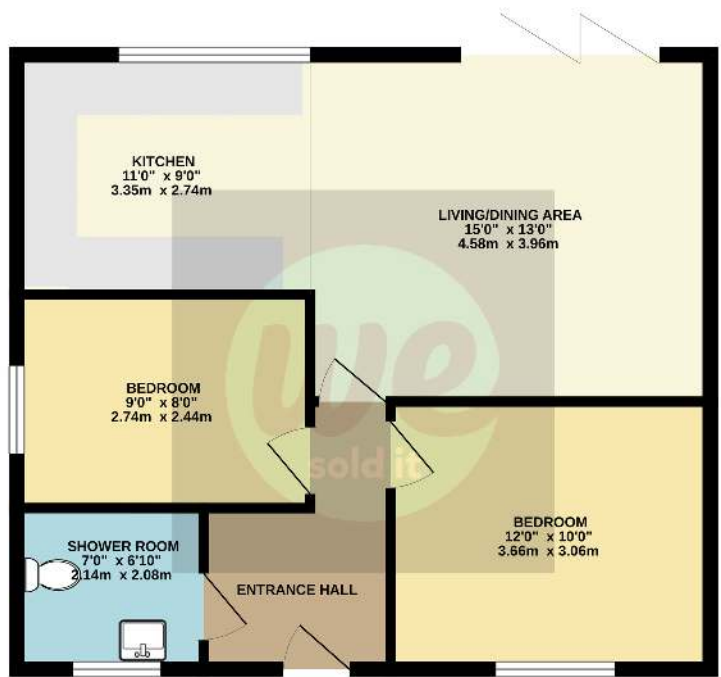 KITCHEN
11'0" x 9'0"
3.35m x 2.74m
LIVING/DINING AREA
15'0" x 13'0"
4.58m x 3.96m
we
sold it
BEDROOM
9'0" x 8'0"
2.74m x 2.44m
BEDROOM
12'0" x 10'0"
3.66m x 3.06m
SHOWER ROOM
7'0" x 6'10"
2.14m x 2.08m
ENTRANCE HALL